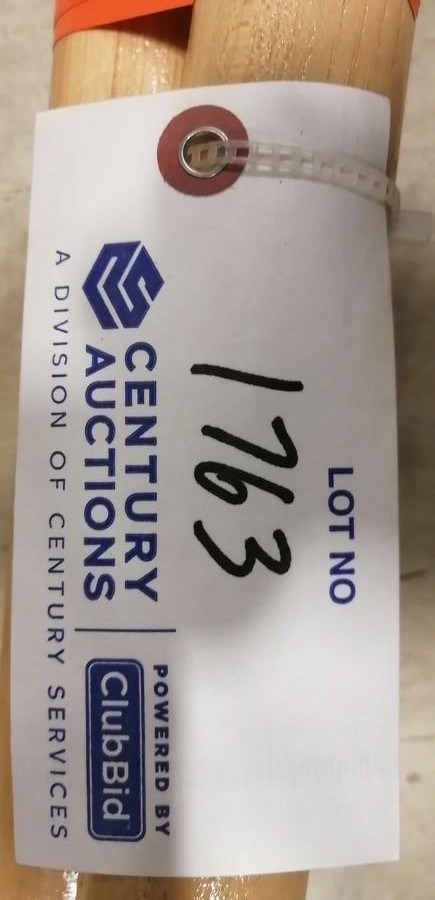 LOT NO
1763
CENTURY
AUCTIONS
POWERED BY
ClubBid
A DIVISION OF CENTURY SERVICES